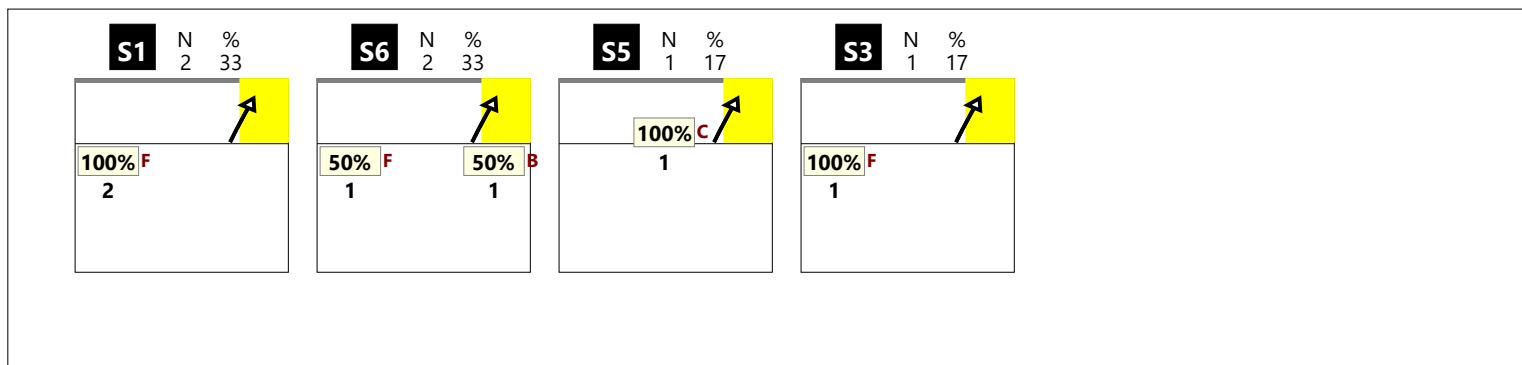 S1 N % S6 N % S5 N % S3 N %
2 33 2 33 1 17 1 17
100% C
100% F 50% F 50% B 1 100% F
2 1 1 1